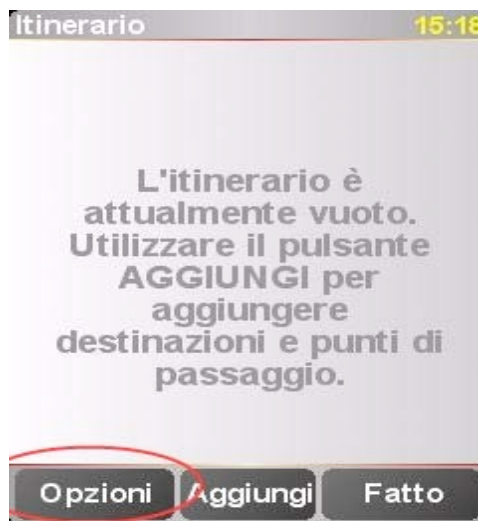 Itinerario 15:18
L'itinerario è
attualmente vuoto.
Utilizzare il pulsante
AGGIUNGI per
aggiungere
destinazioni e punti di
passaggio.
Opzioni Aggiungi Fatto